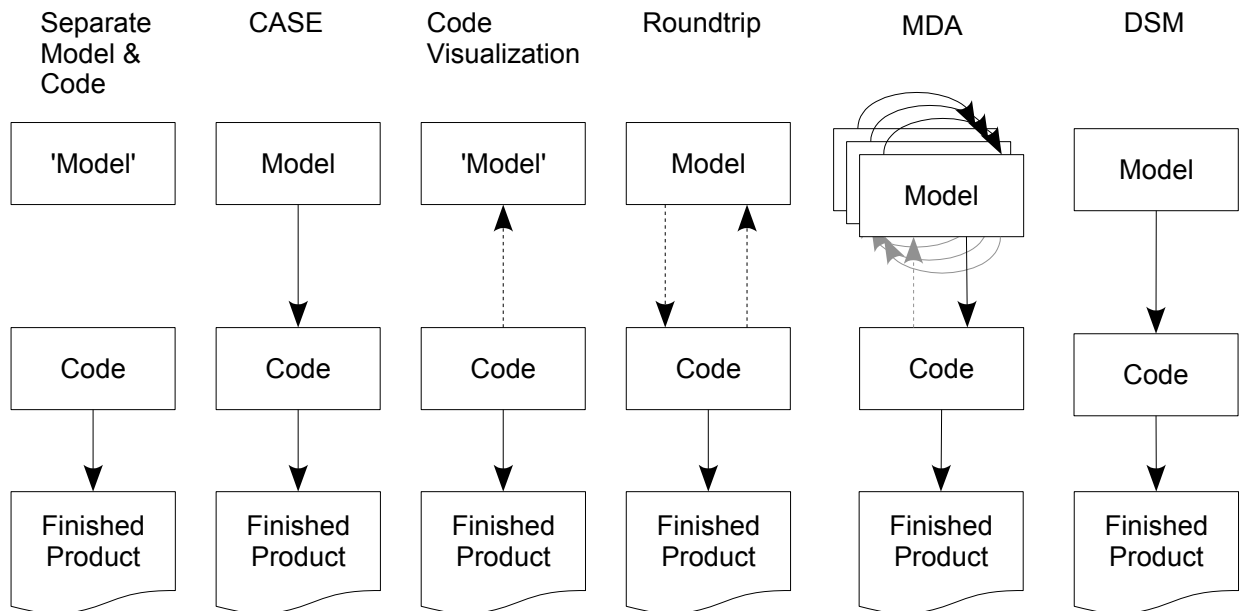 Separate
Model &
Code
CASE
Code
Visualization
Roundtrip
MDA
DSM
'Model'
Model
'Model'
Model
Model
Model
Code
Code
Code
Code
Code
Code
Finished
Product
Finished
Product
Finished
Product
Finished
Product
Finished
Product
Finished
Product